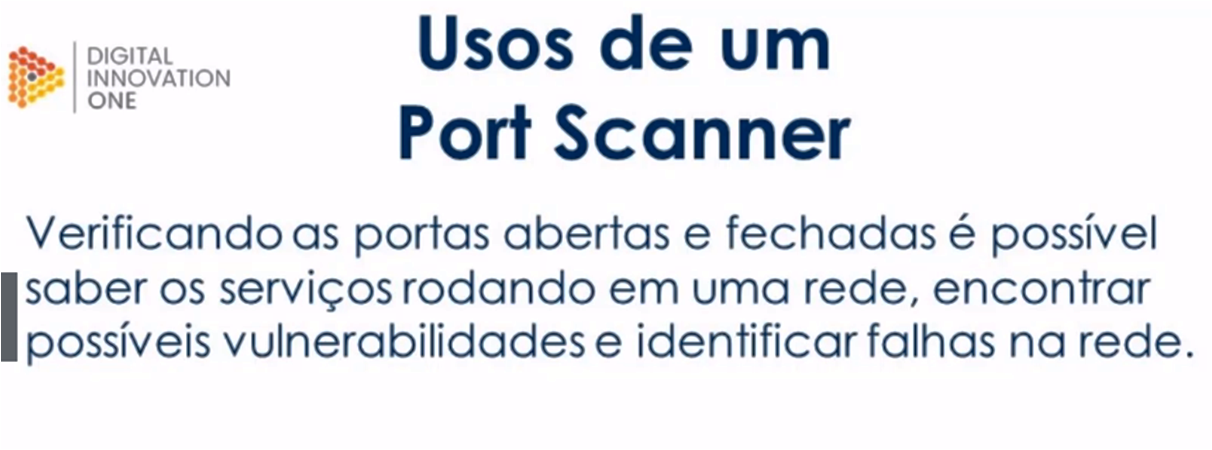 DIGITAL
INNOVATION
ONE
Usos de um
Port Scanner
Verificando as portas abertas e fechadas é possível
saber os serviços rodando em uma rede, encontrar
possíveis vulnerabilidades e identificar falhas na rede.